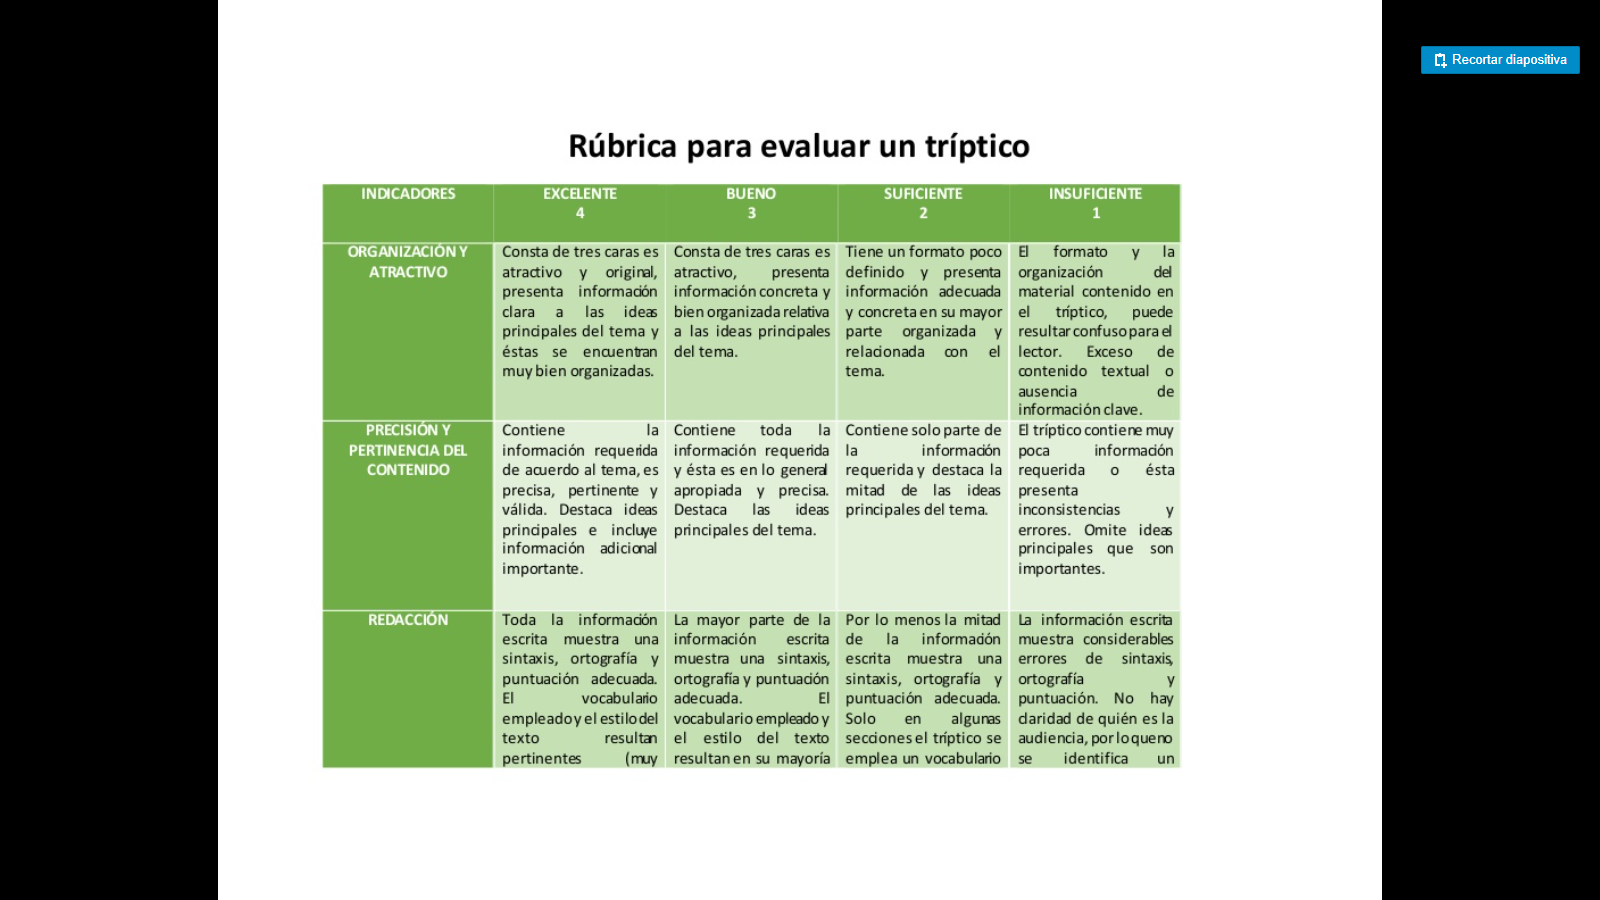 Recortar diapositiva
Rúbrica para evaluar un tríptico
INDICADORES
EXCELENTE
4
BUENO
3
SUFICIENTE
2
INSUFICIENTE
1
ORGANIZACIÓN Y
ATRACTIVO
Consta de tres caras es
atractivo y original,
presenta información
clara a las ideas
principales del tema y
éstas se encuentran
muy bien organizadas.
Consta de tres caras es
atractivo, presenta
información concreta y
bien organizada relativa
a las ideas principales
del tema.
Tiene un formato poco
definido y presenta
información adecuada
y concreta en su mayor
parte organizada y
relacionada con el
tema.
El formato y la
organización del
material contenido en
el tríptico, puede
resultar confuso para el
lector. Exceso de
contenido textual o
ausencia de
información clave.
PRECISIÓN Y
PERTINENCIA DEL
CONTENIDO
Contiene la
información requerida
de acuerdo al tema, es
precisa, pertinente y
válida. Destaca ideas
principales e incluye
información adicional
importante.
Contiene toda la
información requerida
y ésta es en lo general
apropiada y precisa.
Destaca las ideas
principales del tema.
Contiene solo parte de
la información
requerida y destaca la
mitad de las ideas
principales del tema.
El tríptico contiene muy
poca información
requerida o ésta
presenta
inconsistencias y
errores. Omite ideas
principales que son
importantes.
REDACCIÓN
Toda la información
escrita muestra una
sintaxis, ortografía y
puntuación adecuada.
El vocabulario
empleado y el estilo del
texto resultan
pertinentes (muy
La mayor parte de la
información escrita
muestra una sintaxis,
ortografía y puntuación
adecuada. El
vocabulario empleado y
el estilo del texto
resultan en su mayoría
Por lo menos la mitad
de la información
escrita muestra una
sintaxis, ortografía y
puntuación adecuada.
Solo en algunas
secciones el tríptico se
emplea un vocabulario
La información escrita
muestra considerables
errores de sintaxis,
ortografía y
puntuación. No hay
claridad de quién es la
audiencia, por lo que no
se identifica un